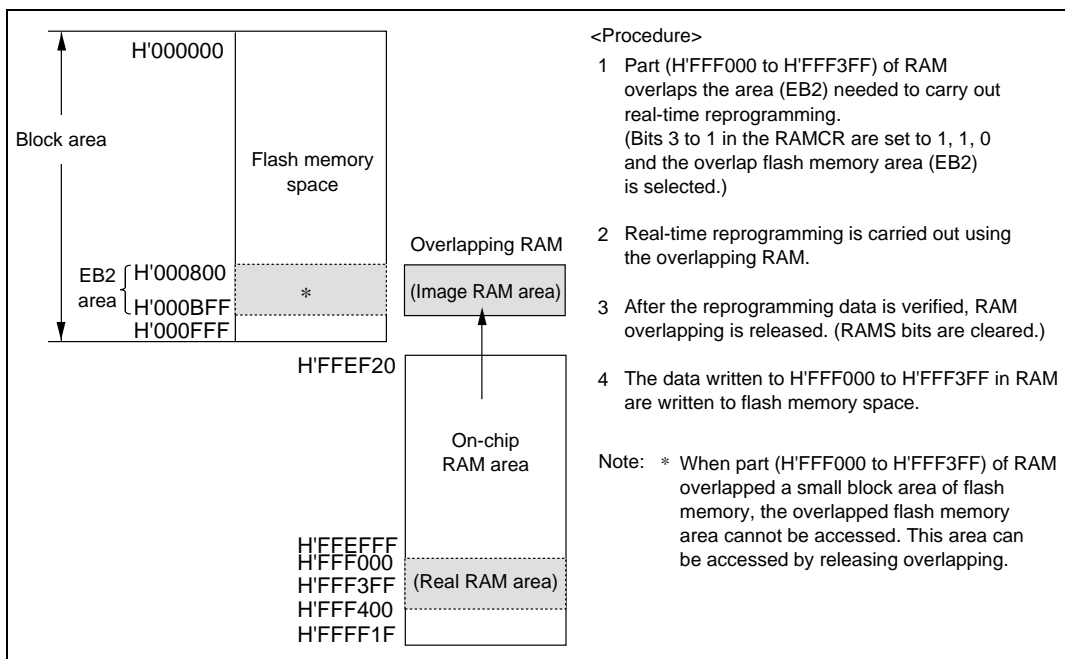 H'000000
Block area
Flash memory
space
EB2
area
H'000800
*
H'000BFF
H'000FFF
Overlapping RAM
(Image RAM area)
H'FFEF20
On-chip
RAM area
H'FFEFFF
H'FFF000
(Real RAM area)
H'FFF3FF
H'FFF400
H'FFFF1F
<Procedure>
1 Part (H'FFF000 to H'FFF3FF) of RAM
overlaps the area (EB2) needed to carry out
real-time reprogramming.
(Bits 3 to 1 in the RAMCR are set to 1, 1, 0
and the overlap flash memory area (EB2)
is selected.)
2 Real-time reprogramming is carried out using
the overlapping RAM.
3 After the reprogramming data is verified, RAM
overlapping is released. (RAMS bits are cleared.)
4 The data written to H'FFF000 to H'FFF3FF in RAM
are written to flash memory space.
Note: * When part (H'FFF000 to H'FFF3FF) of RAM
overlapped a small block area of flash
memory, the overlapped flash memory
area cannot be accessed. This area can
be accessed by releasing overlapping.